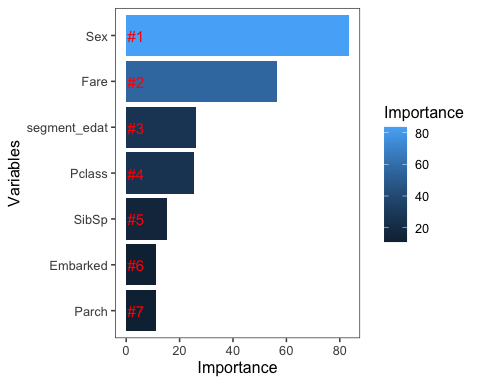 Variables
Sex #1
Fare #2
segment_edat #3
Pclass #4
SibSp #5
Embarked #6
Parch #7
0 20 40 60 80
Importance
Importance
80
60
40
20